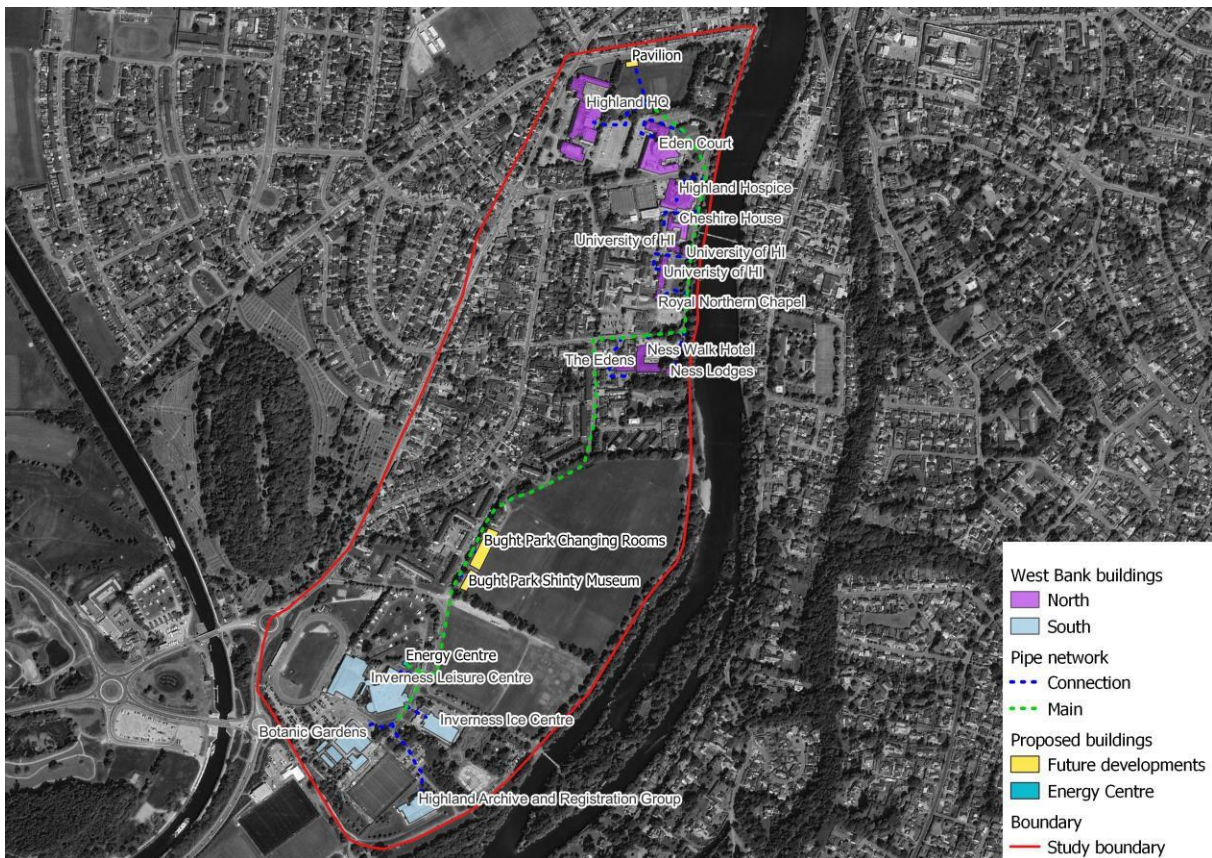 Pavilion
Highland HQ
Eden Court
Highland Hospice
Cheshire House
University of HI
University of HI
Univeristy of HI
Royal Northern Chapel
Ness Walk Hotel
The Edens
Ness Lodges
Bught Park Changing Rooms
Bught Park Shinty Museum
Energy Centre
Inverness Leisure Centre
Inverness Ice Centre
Botanic Gardens
Highland Archive and Registration Group
West Bank buildings
North
South
Pipe network
Connection
Main
Proposed buildings
Future developments
Energy Centre
Boundary
Study boundary